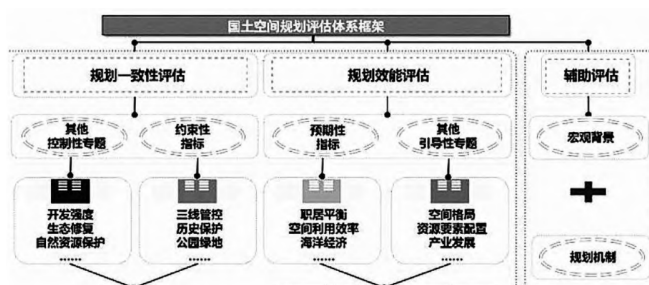 国土空间规划评估体系框架
规划一致性评估
规划效能评估
辅助评估
其他
控制性专题
约束性
指标
预期性
指标
其他
引导性专题
宏观背景
开发强度
生态修复
自然资源保护
……
三线管控
历史保护
公园绿地
……
职居平衡
空间利用效率
海洋经济
……
空间格局
资源要素配置
产业发展
……
规划机制